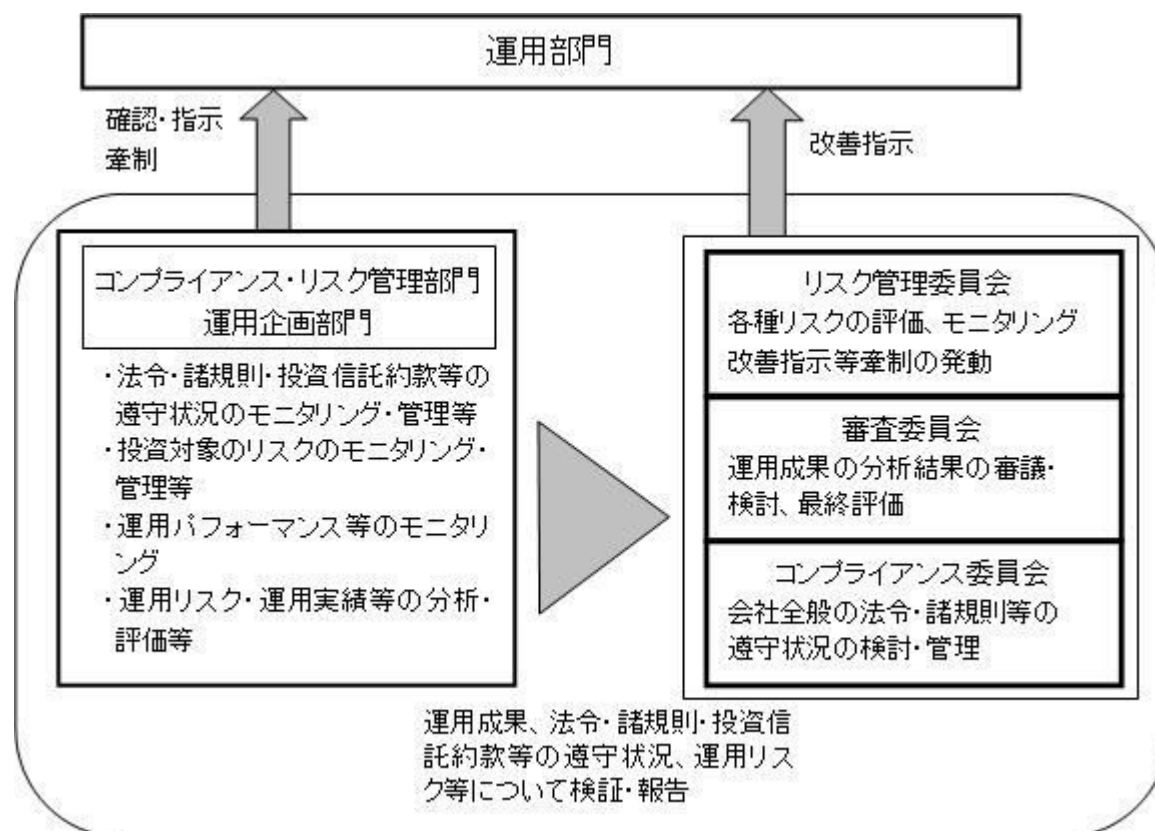 運用部門
確認・指示
牽制
改善指示
コンプライアンス・リスク管理部門
運用企画部門
・法令・諸規則・投資信託約款等の
遵守状況のモニタリング・管理等
・投資対象のリスクのモニタリング・
管理等
・運用パフォーマンス等のモニタリ
ング
・運用リスク・運用実績等の分析・
評価等
リスク管理委員会
各種リスクの評価、モニタリング
改善指示等牽制の発動
審査委員会
運用成果の分析結果の審議・
検討、最終評価
コンプライアンス委員会
会社全般の法令・諸規則等の
遵守状況の検討・管理
運用成果、法令・諸規則・投資信
託約款等の遵守状況、運用リス
ク等について検証・報告